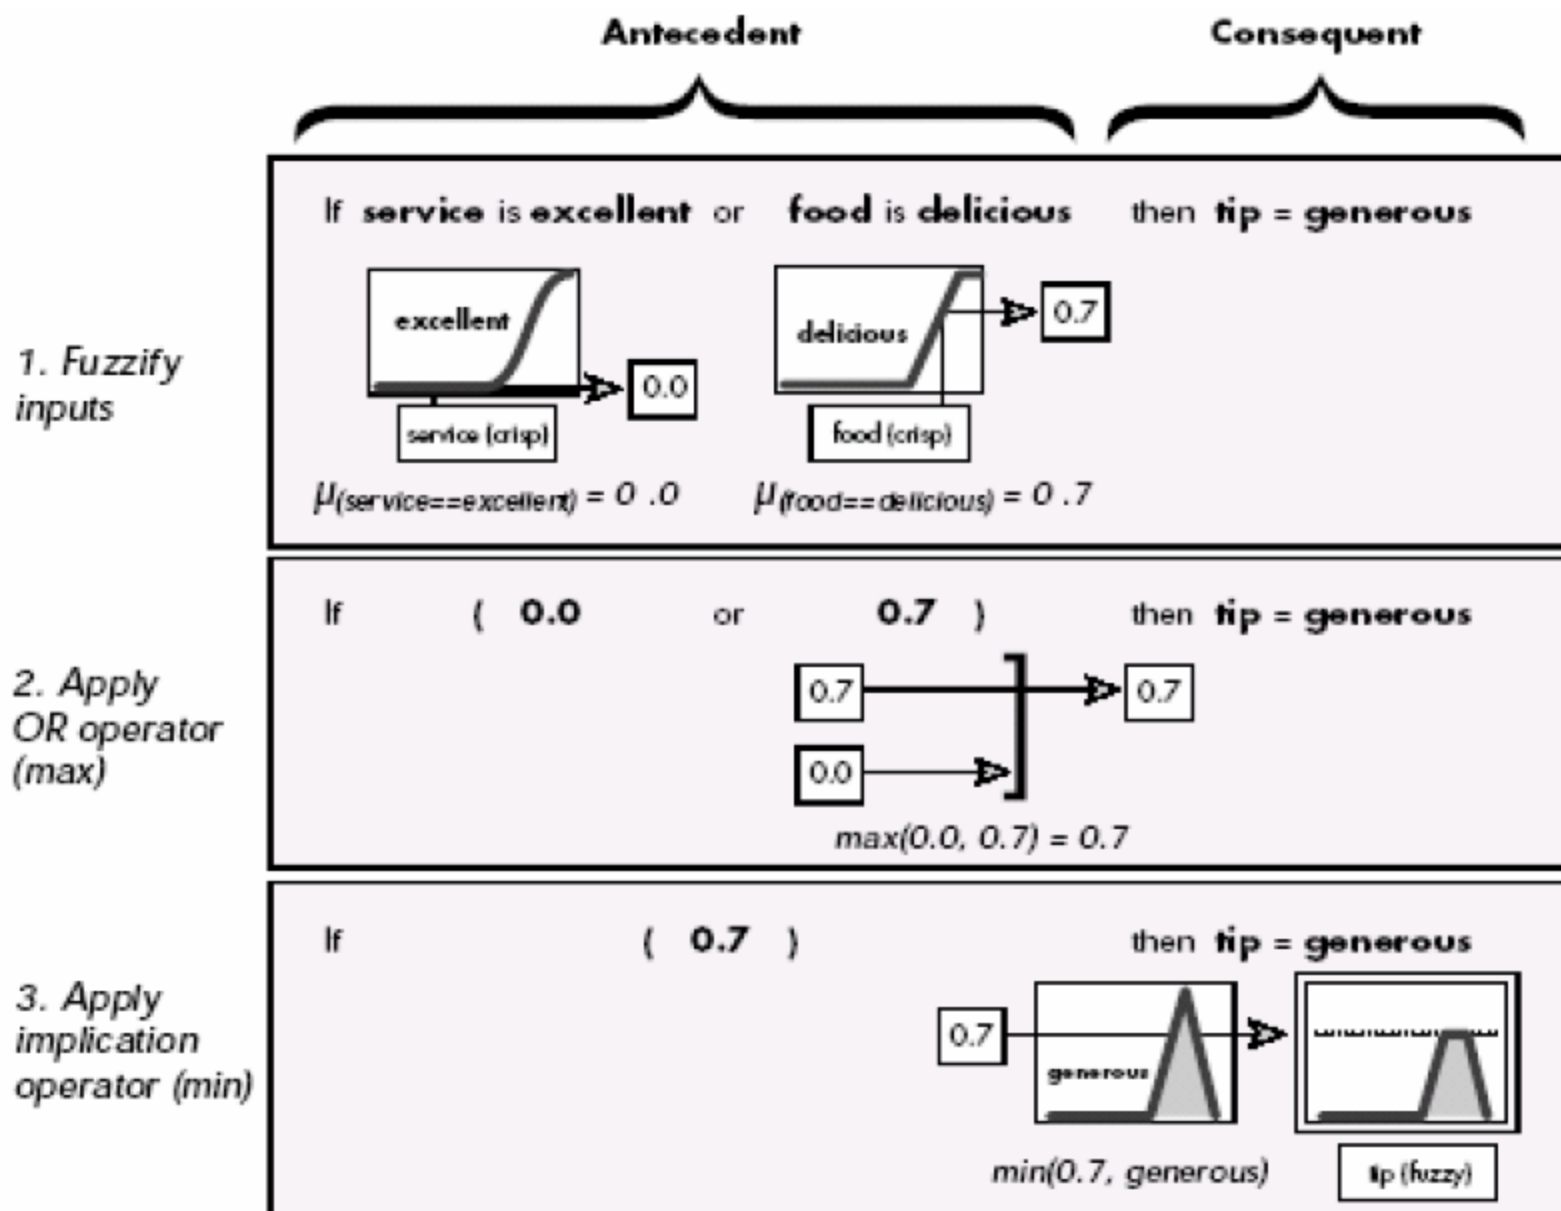 Antecedent Consequent
If service is excellent or food is delicious then tip = generous
excellent
delicious
0.7
0.0
1. Fuzzify
inputs
service (crisp)
food (crisp)
μ(service==excellent) = 0 .0 μ(food==delicious) = 0 .7
If ( 0.0 or 0.7 ) then tip = generous
2. Apply
OR operator
(max)
0.7
0.7
0.0
max(0.0, 0.7) = 0.7
If ( 0.7 ) then tip = generous
3. Apply
implication
operator (min)
0.7
generous
min(0.7, generous)
tip (fuzzy)